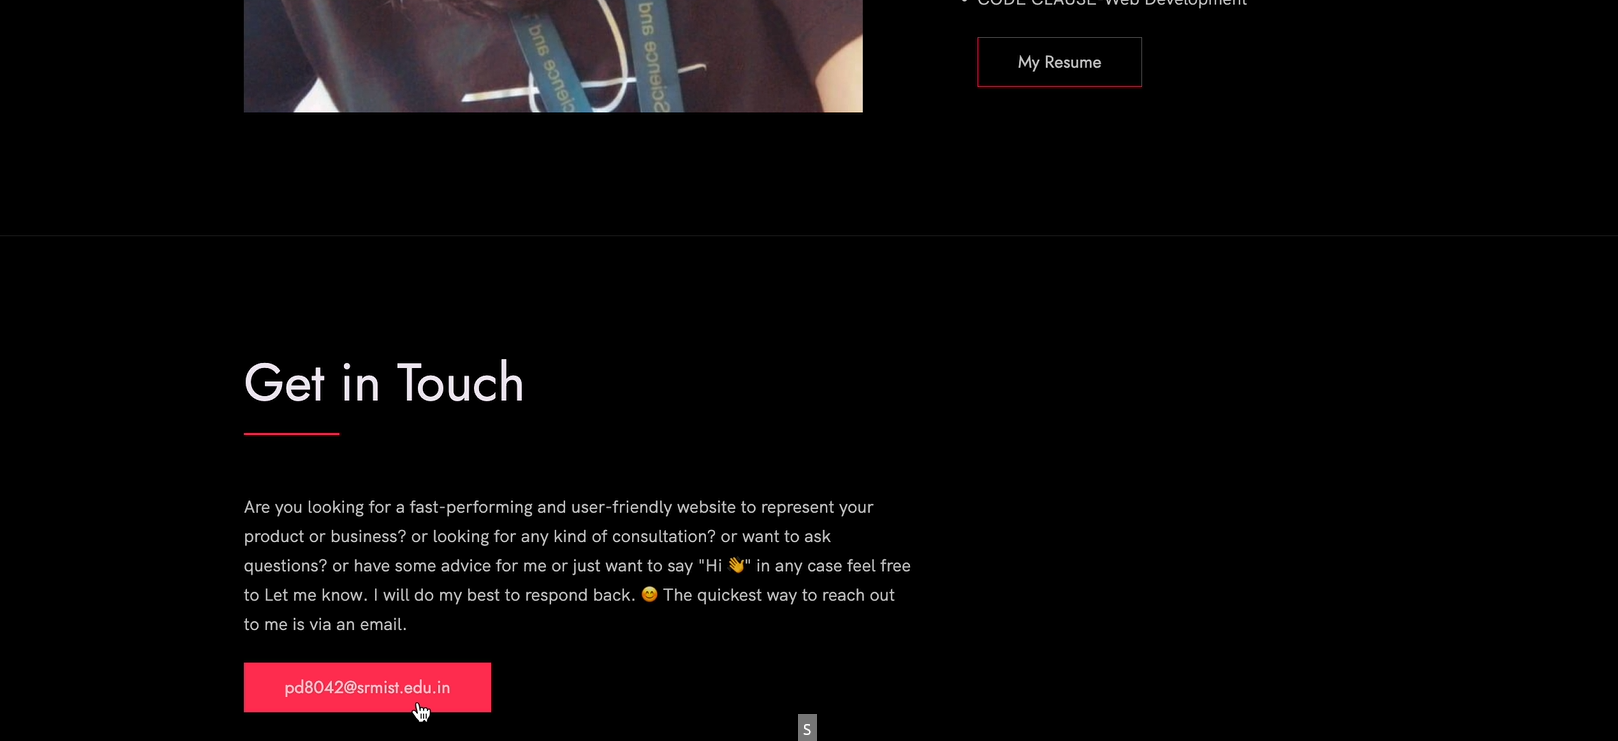 CODE CLAUSE-Web Development
My Resume
Get in Touch
Are you looking for a fast-performing and user-friendly website to represent your
product or business? or looking for any kind of consultation? or want to ask
questions? or have some advice for me or just want to say "Hi 👋" in any case feel free
to Let me know. I will do my best to respond back. 😊 The quickest way to reach out
to me is via an email.
pd8042@srmist.edu.in
S